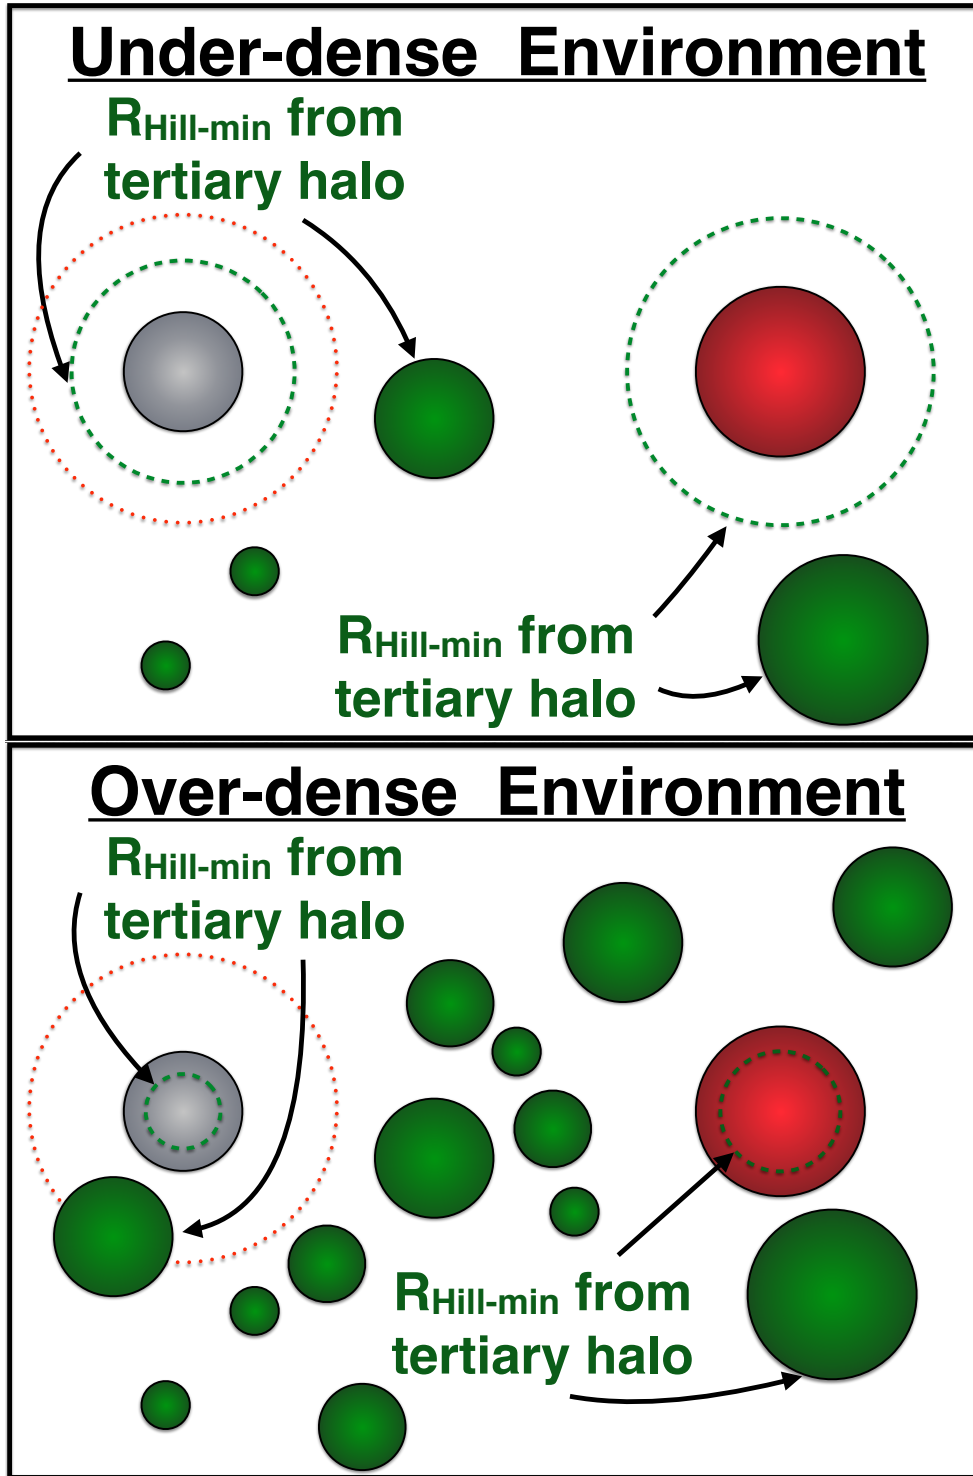 Under-dense Environment
RHill-min from
tertiary halo
RHill-min from
tertiary halo
Over-dense Environment
RHill-min from
tertiary halo
RHill-min from
tertiary halo